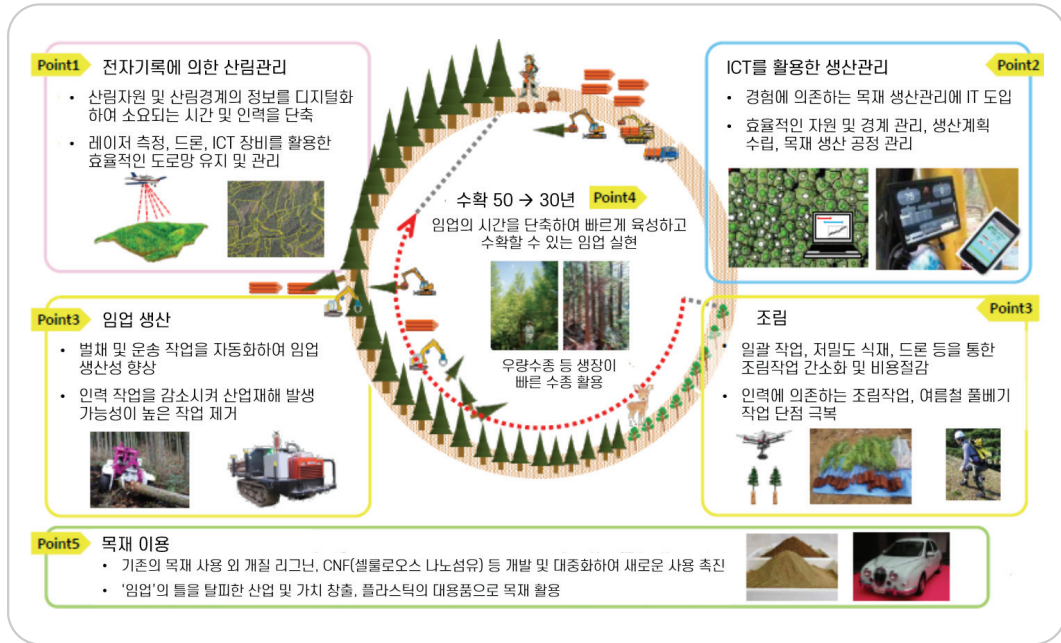 Point1
전자기록에 의한 산림관리
• 산림자원 및 산림경계의 정보를 디지털화
하여 소요되는 시간 및 인력을 단축
• 레이저 측정, 드론, ICT 장비를 활용한
효율적인 도로망 유지 및 관리
ICT를 활용한 생산관리
Point2
• 경험에 의존하는 목재 생산관리에 IT 도입
• 효율적인 자원 및 경계 관리, 생산계획
수립, 목재 생산 공정 관리
수확 50 → 30년
Point4
임업의 시간을 단축하여 빠르게 육성하고
수확할 수 있는 임업 실현
우량수종 등 생장이
빠른 수종 활용
Point3
임업 생산
• 벌채 및 운송 작업을 자동화하여 임업
생산성 향상
• 인력 작업을 감소시켜 산업재해 발생
가능성이 높은 작업 제거
조림
Point3
• 일괄 작업, 저밀도 식재, 드론 등을 통한
조림작업 간소화 및 비용절감
• 인력에 의존하는 조림작업, 여름철 풀베기
작업 단점 극복
Point5
목재 이용
• 기존의 목재 사용 외 개질 리그닌, CNF(셀룰로오스 나노섬유) 등 개발 및 대중화하여 새로운 사용 촉진
• ‘임업’의 틀을 탈피한 산업 및 가치 창출, 플라스틱의 대용품으로 목재 활용